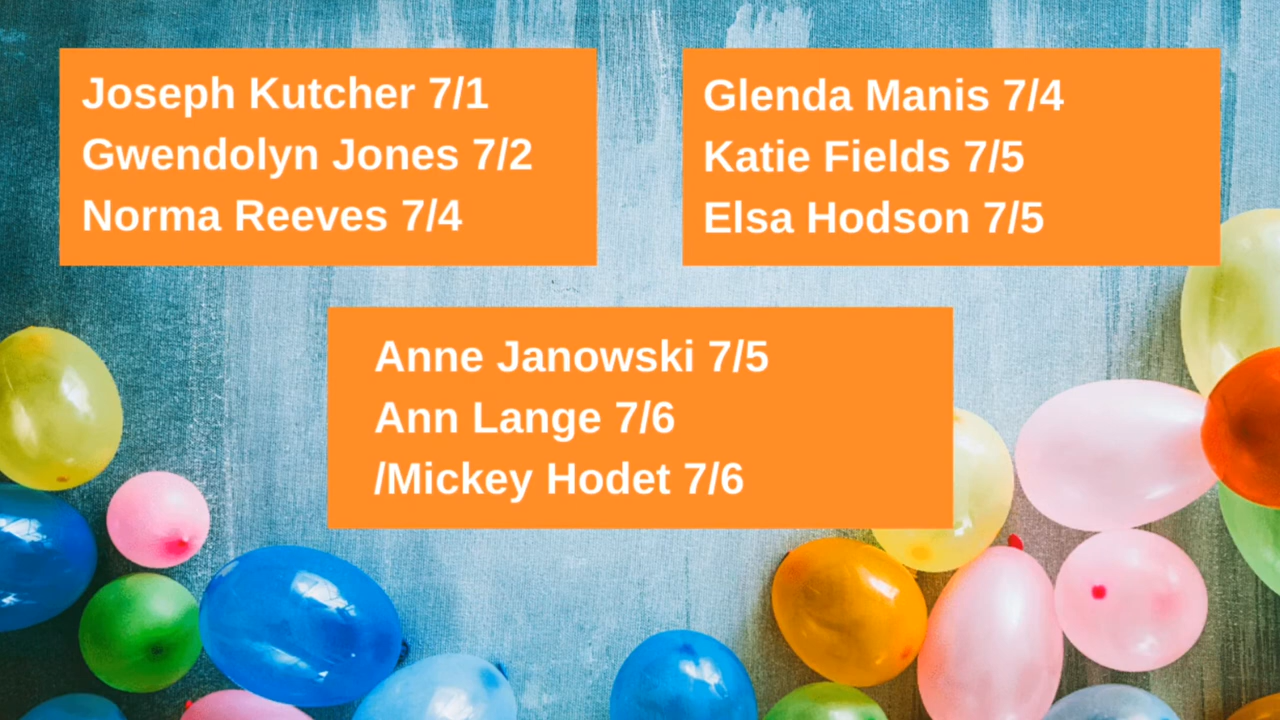 Joseph Kutcher 7/1
Gwendolyn Jones 7/2
Norma Reeves 7/4
Glenda Manis 7/4
Katie Fields 7/5
Elsa Hodson 7/5
Anne Janowski 7/5
Ann Lange 7/6
/Mickey Hodet 7/6